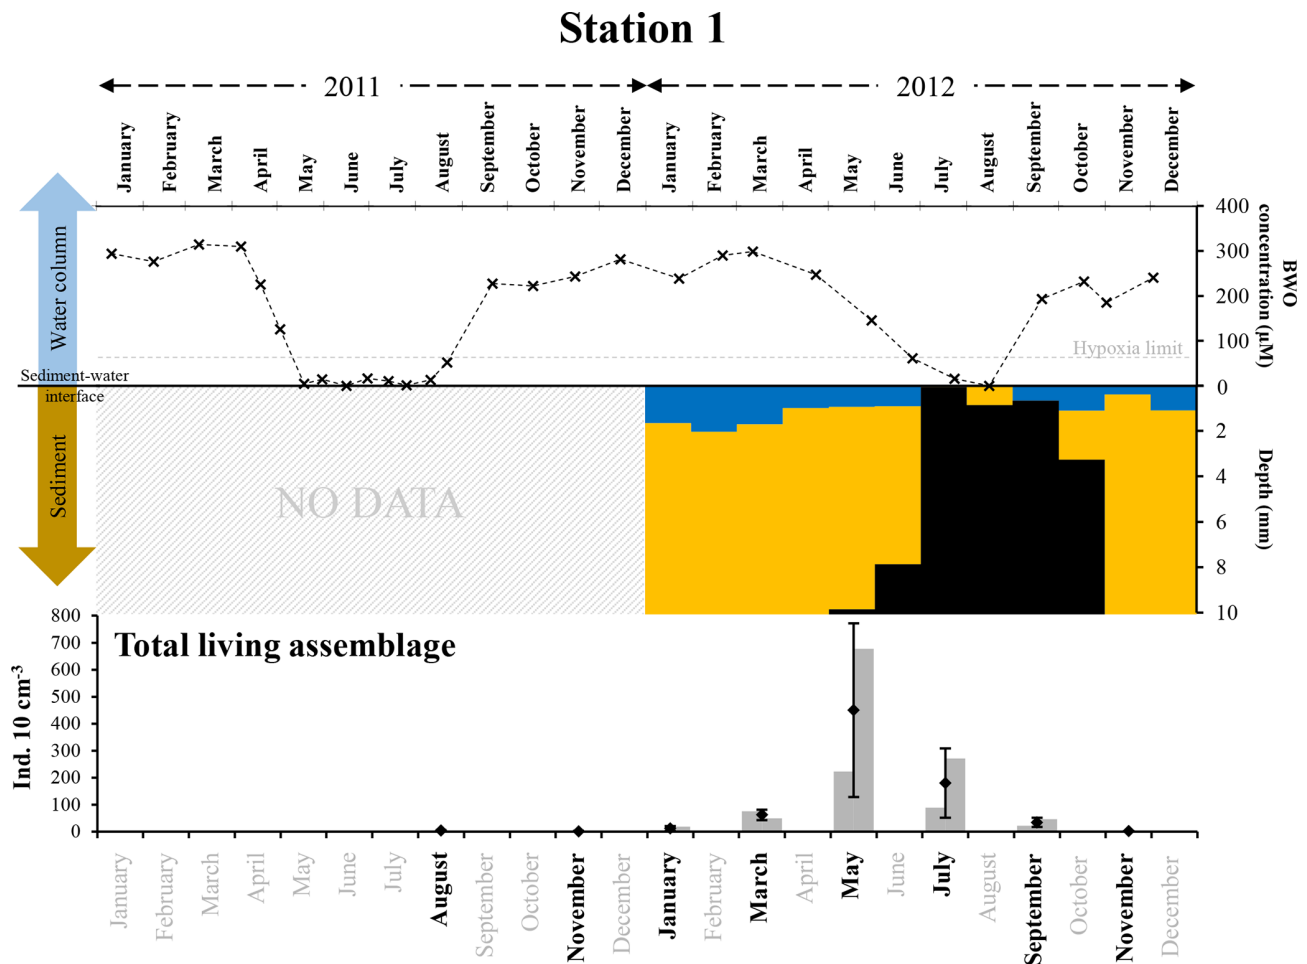 Station 1
2011
2012
January
February
March
April
May
June
July
August
September
October
November
December
January
February
March
April
May
June
July
August
September
October
November
December
Water column
Sediment-water
interface
Sediment
400
300
200
100
0
BWO
concentration (µM)
Hypoxia limit
2
4
6
8
10
Depth (mm)
NO DATA
Total living assemblage
800
700
600
500
400
300
200
100
0
Ind. 10 cm-3
January
February
March
April
May
June
July
August
September
October
November
December
January
February
March
April
May
June
July
August
September
October
November
December